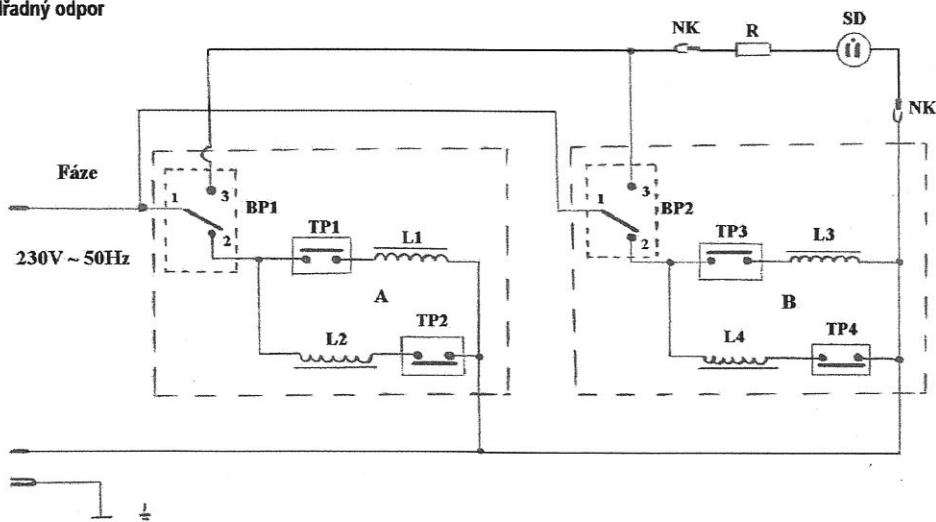 dřadný odpor
NK
R
SD
NK
Fáze
1
3
BP1
2
TP1
L1
1
3
BP2
2
TP3
L3
230V ~ 50Hz
A
B
L2
TP2
L4
TP4